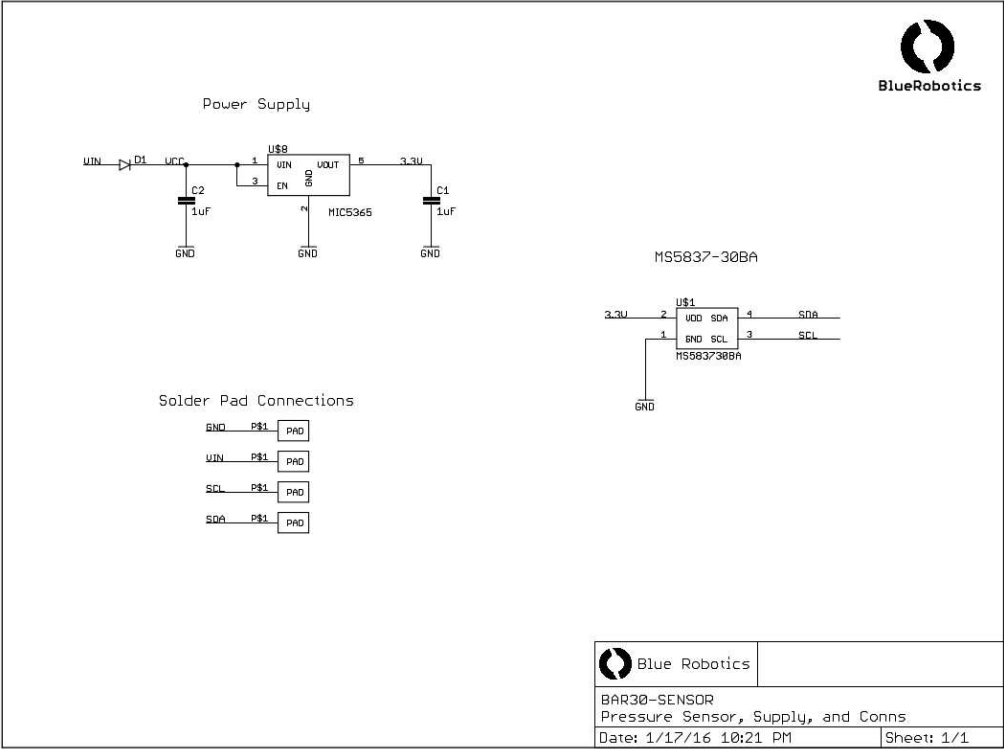 BlueRobotics
Power Supply
U$8
VIN D1 VCC 1 VIN VOUT 5 3.3V
GND
3 EN
C2 C1
2 MIC5365
1uF 1uF
GND GND GND
MS5837-30BA
U$1
3.3V 2 VDD SDA 4 SDA
1 GND SCL 3 SCL
MS583730BA
GND
Solder Pad Connections
GND P$1 PAD
VIN P$1 PAD
SCL P$1 PAD
SDA P$1 PAD
Blue Robotics
BAR30-SENSOR
Pressure Sensor, Supply, and Conns
Date: 1/17/16 10:21 PM Sheet: 1/1